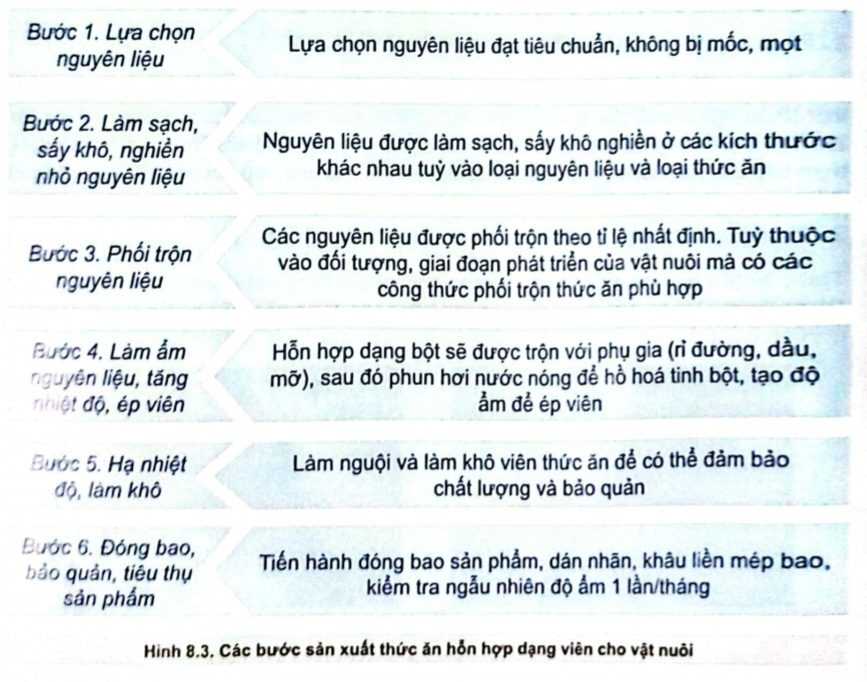 Bước 1. Lựa chọn
nguyên liệu
Lựa chọn nguyên liệu đạt tiêu chuẩn, không bị mốc, mọt
Bước 2. Làm sạch,
sấy khô, nghiền
nhỏ nguyên liệu
Nguyên liệu được làm sạch, sấy khô nghiền ở các kích thước
khác nhau tuỳ vào loại nguyên liệu và loại thức ăn
Bước 3. Phối trộn
nguyên liệu
Các nguyên liệu được phối trộn theo tỉ lệ nhất định. Tuỳ thuộc
vào đối tượng, giai đoạn phát triển của vật nuôi mà có các
công thức phối trộn thức ăn phù hợp
Bước 4. Làm ẩm
nguyên liệu, tăng
nhiệt độ, ép viên
Hỗn hợp dạng bột sẽ được trộn với phụ gia (rỉ đường, dầu,
mỡ), sau đó phun hơi nước nóng để hồ hoá tinh bột, tạo độ
ẩm để ép viên
Bước 5. Hạ nhiệt
độ, làm khô
Làm nguội và làm khô viên thức ăn để có thể đảm bảo
chất lượng và bảo quản
Bước 6. Đóng bao,
bảo quản, tiêu thụ
sản phẩm
Tiến hành đóng bao sản phẩm, dán nhãn, khâu liền mép bao,
kiểm tra ngẫu nhiên độ ẩm 1 lần/tháng
Hình 8.3. Các bước sản xuất thức ăn hỗn hợp dạng viên cho vật nuôi